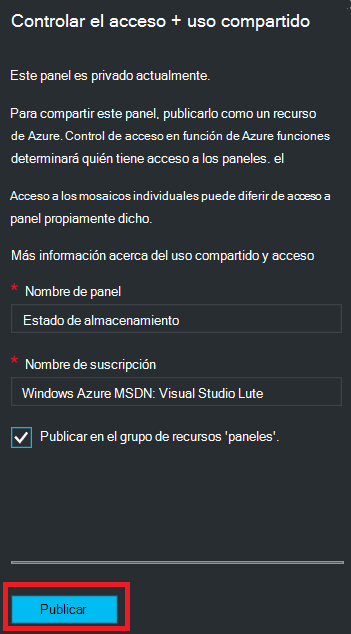 Controlar el acceso + uso compartido
Este panel es privado actualmente.
Para compartir este panel, publicarlo como un recurso
de Azure. Control de acceso en función de Azure funciones
determinará quién tiene acceso a los paneles. el
Acceso a los mosaicos individuales puede diferir de acceso a
panel propiamente dicho.
Más información acerca del uso compartido y acceso
* Nombre de panel
Estado de almacenamiento
* Nombre de suscripción
Windows Azure MSDN: Visual Studio Lute
Publicar en el grupo de recursos 'paneles'.
Publicar